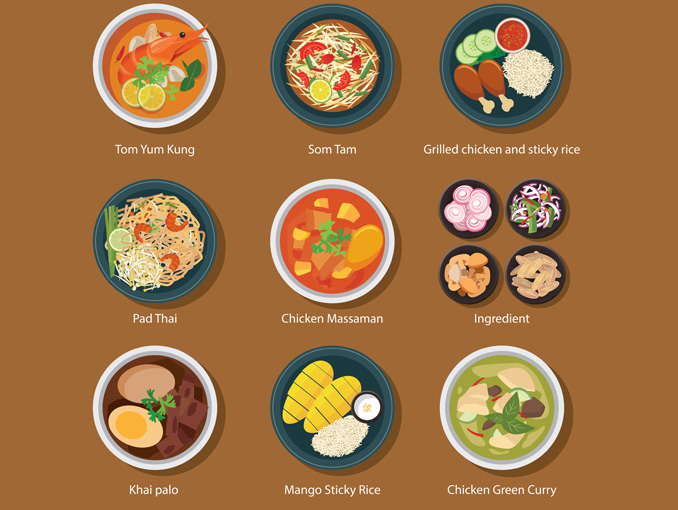 Tom Yum Kung
Som Tam
Grilled chicken and sticky rice
Pad Thai
Chicken Massaman
Ingredient
Khai palo
Mango Sticky Rice
Chicken Green Curry